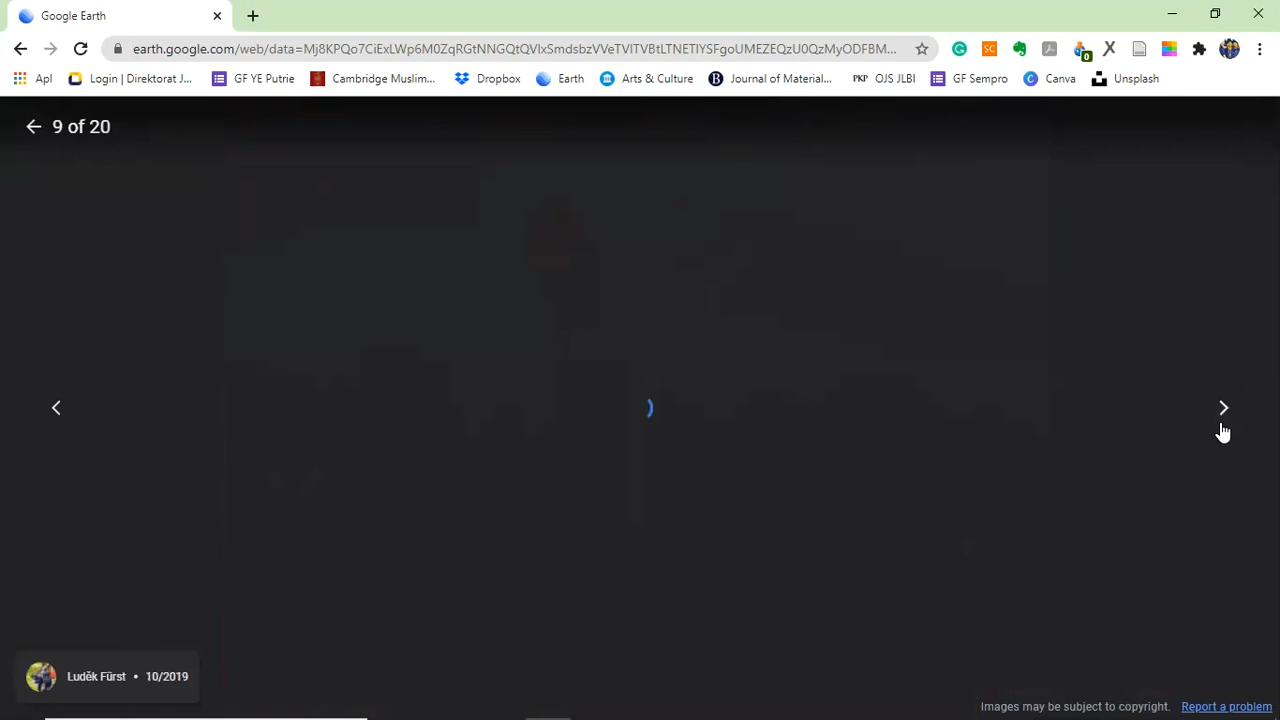 Google Earth
earth.google.com/web/data=Mj8KPQo7CiExLWp6M0ZqRGtNNGQtQVlxSmdsbzVVeTVlTVBtLTNETlYSFgoUMEZEQzU0QzMyODFBM...
0
Apl
Login | Direktorat J...
GF YE Putrie
Cambridge Muslim...
Dropbox
Earth
Arts & Culture
Journal of Material...
PKP OJS JLBI
GF Sempro
Canva
Unsplash
9 of 20
Luděk Fürst • 10/2019
Images may be subject to copyright. Report a problem